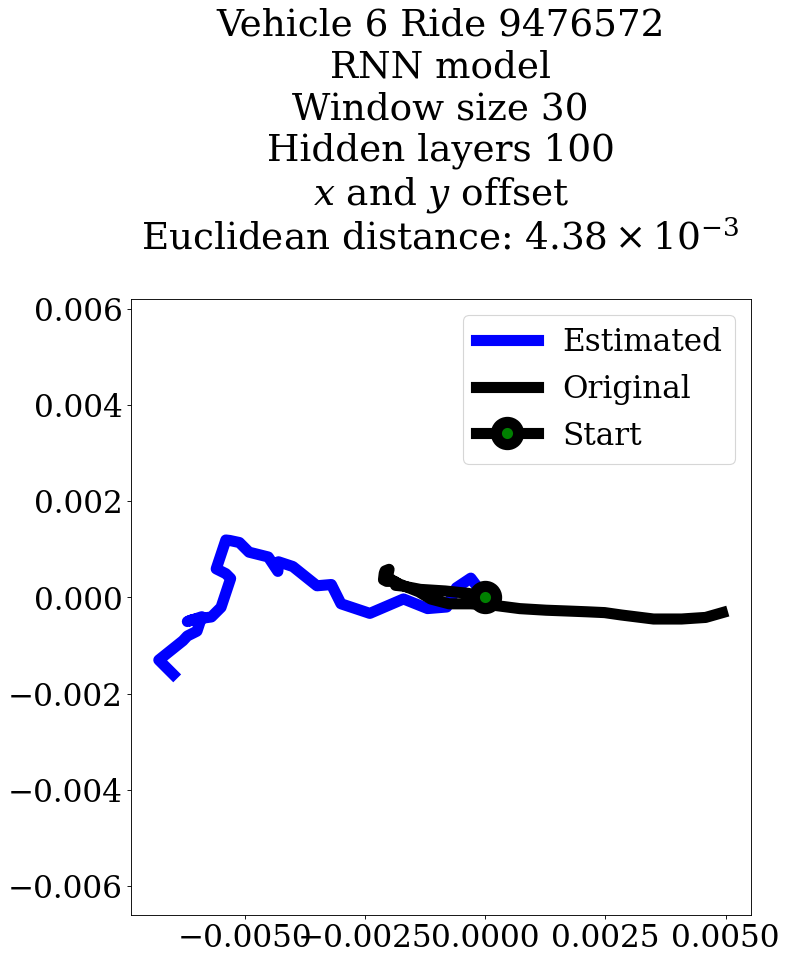 Vehicle 6 Ride 9476572
RNN model
Window size 30
Hidden layers 100
x and y offset
Euclidean distance: 4.38 × 10⁻³
Estimated
Original
Start
0.006
0.004
0.002
0.000
−0.002
−0.004
−0.006
−0.0050 −0.0025 0.0000 0.0025 0.0050